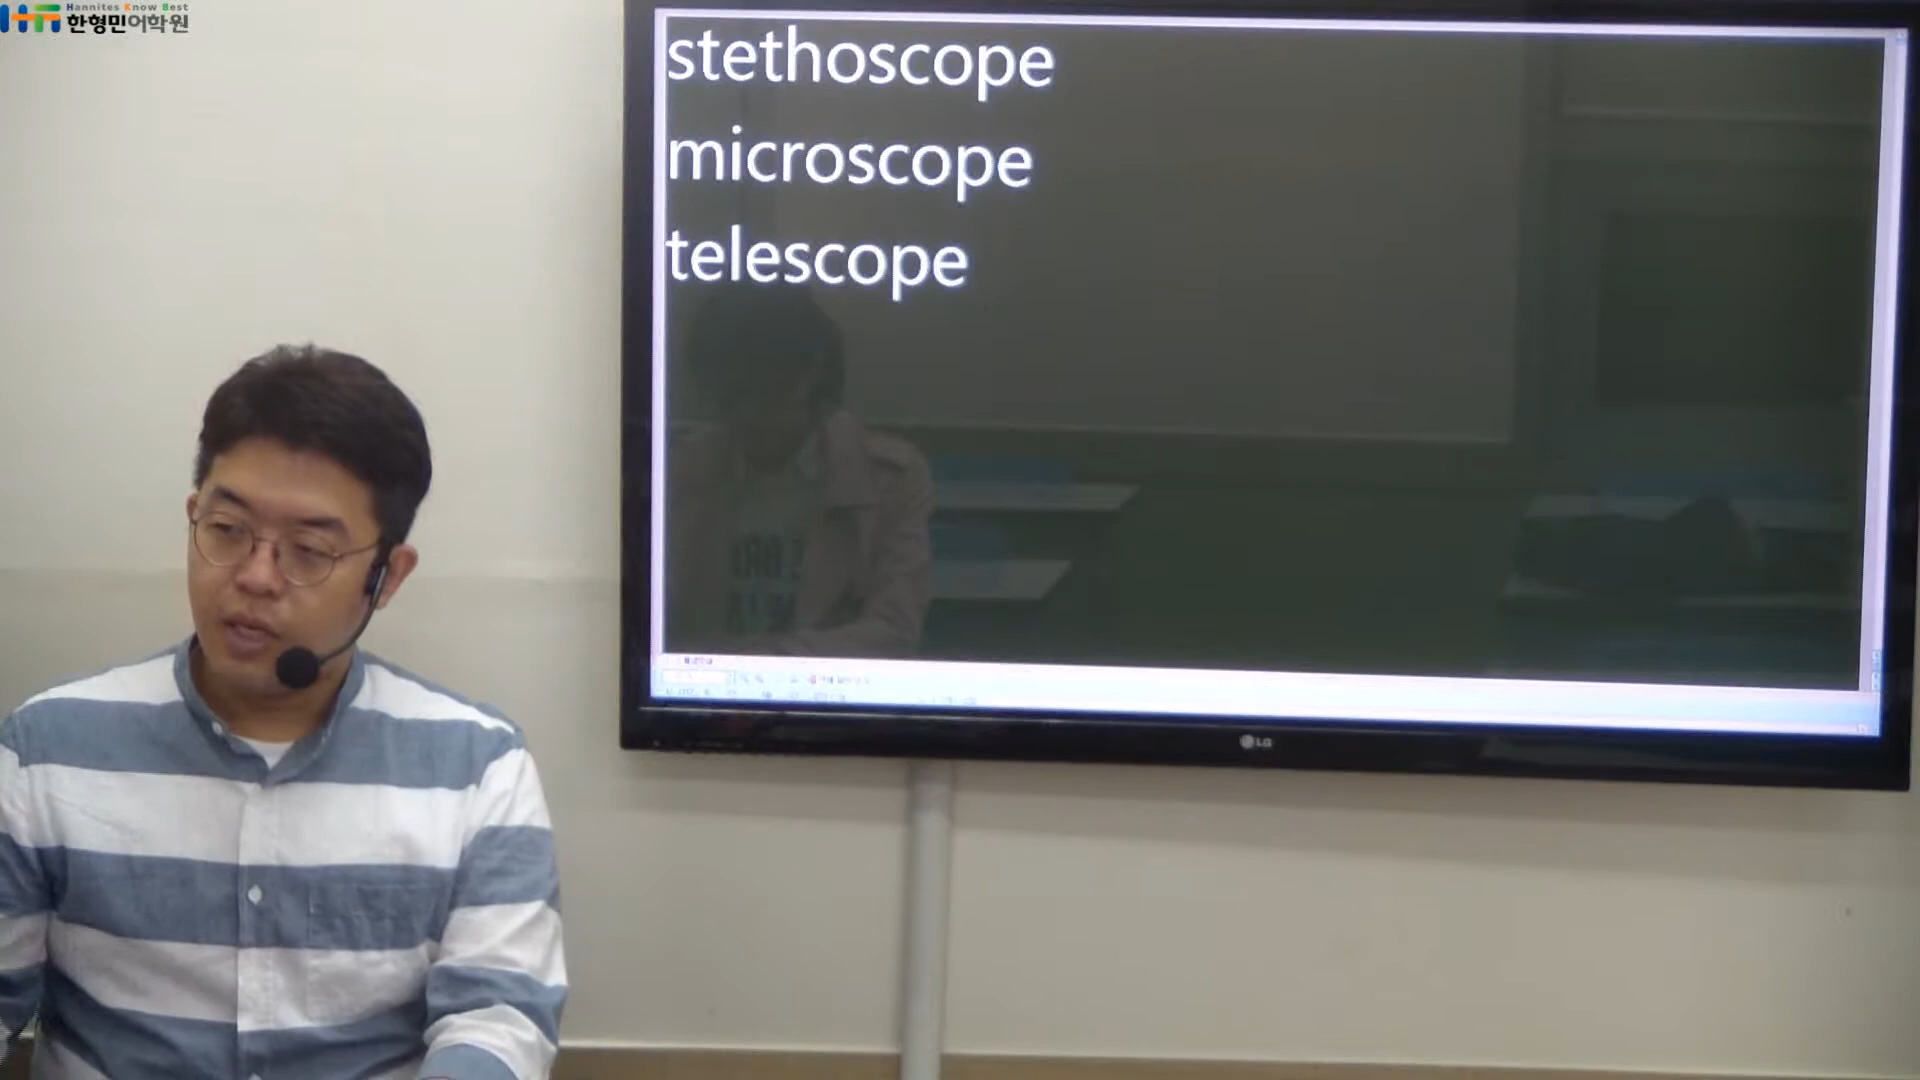 Hannites Know Best
한형민어학원
stethoscope
microscope
telescope
LG